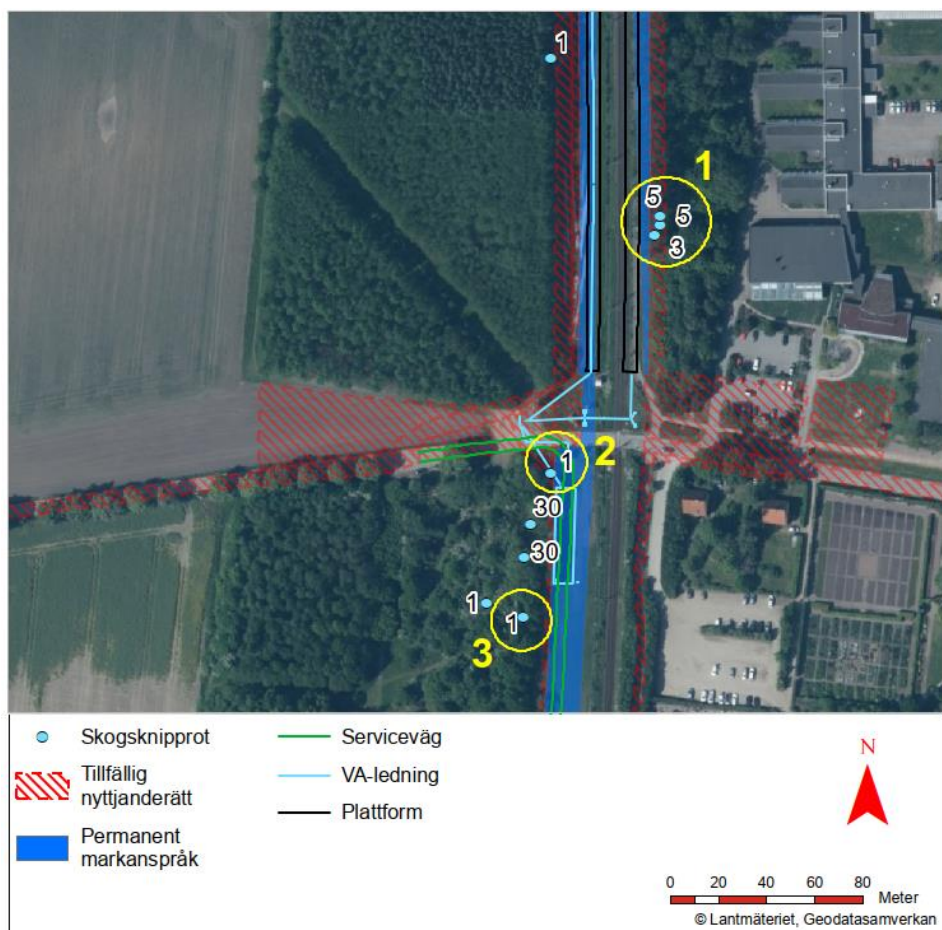 1
1
5
5
3
2
1
30
30
1
1
3
Skogsknipprot
Tillfällig
nyttjanderätt
Permanent
markanspråk
Serviceväg
VA-ledning
Plattform
N
0 20 40 60 80
Meter
© Lantmäteriet, Geodatasamverkan